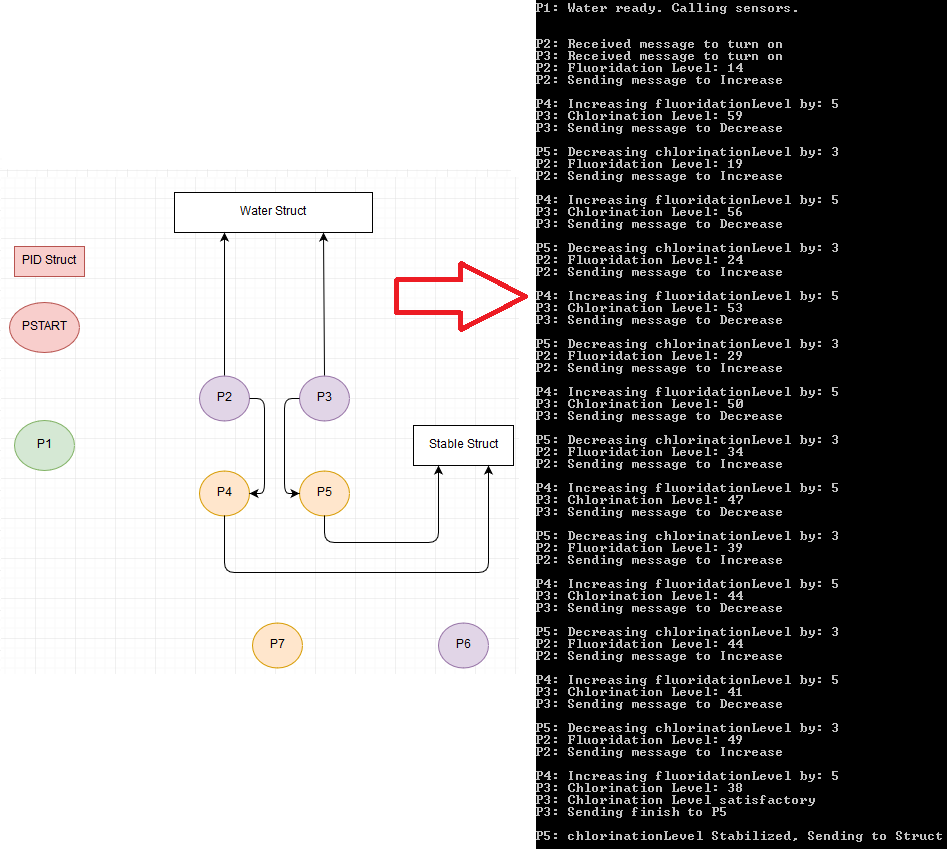 Water Struct
PID Struct
PSTART
P2
P3
P1
Stable Struct
P4
P5
P7
P6
P1: Water ready. Calling sensors.
P2: Received message to turn on
P3: Received message to turn on
P2: Fluoridation Level: 14
P2: Sending message to Increase
P4: Increasing fluoridationLevel by: 5
P3: Chlorination Level: 59
P3: Sending message to Decrease
P5: Decreasing chlorinationLevel by: 3
P2: Fluoridation Level: 19
P2: Sending message to Increase
P4: Increasing fluoridationLevel by: 5
P3: Chlorination Level: 56
P3: Sending message to Decrease
P5: Decreasing chlorinationLevel by: 3
P2: Fluoridation Level: 24
P2: Sending message to Increase
P4: Increasing fluoridationLevel by: 5
P3: Chlorination Level: 53
P3: Sending message to Decrease
P5: Decreasing chlorinationLevel by: 3
P2: Fluoridation Level: 29
P2: Sending message to Increase
P4: Increasing fluoridationLevel by: 5
P3: Chlorination Level: 50
P3: Sending message to Decrease
P5: Decreasing chlorinationLevel by: 3
P2: Fluoridation Level: 34
P2: Sending message to Increase
P4: Increasing fluoridationLevel by: 5
P3: Chlorination Level: 47
P3: Sending message to Decrease
P5: Decreasing chlorinationLevel by: 3
P2: Fluoridation Level: 39
P2: Sending message to Increase
P4: Increasing fluoridationLevel by: 5
P3: Chlorination Level: 44
P3: Sending message to Decrease
P5: Decreasing chlorinationLevel by: 3
P2: Fluoridation Level: 44
P2: Sending message to Increase
P4: Increasing fluoridationLevel by: 5
P3: Chlorination Level: 41
P3: Sending message to Decrease
P5: Decreasing chlorinationLevel by: 3
P2: Fluoridation Level: 49
P2: Sending message to Increase
P4: Increasing fluoridationLevel by: 5
P3: Chlorination Level: 38
P3: Chlorination Level satisfactory
P3: Sending finish to P5
P5: chlorinationLevel Stabilized, Sending to Struct